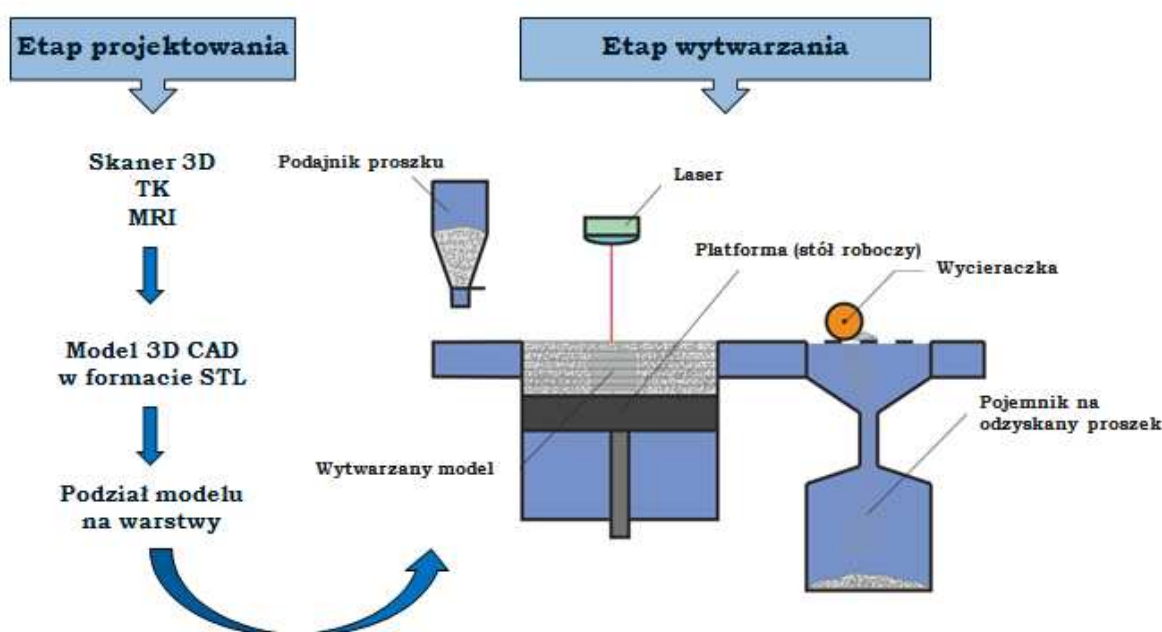 Etap projektowania
Etap wytwarzania
Skaner 3D
TK
MRI
Model 3D CAD
w formacie STL
Podział modelu
na warstwy
Podajnik proszku
Laser
Platforma (stół roboczy)
Wycieraczka
Wytwarzany model
Pojemnik na
odzyskany proszek